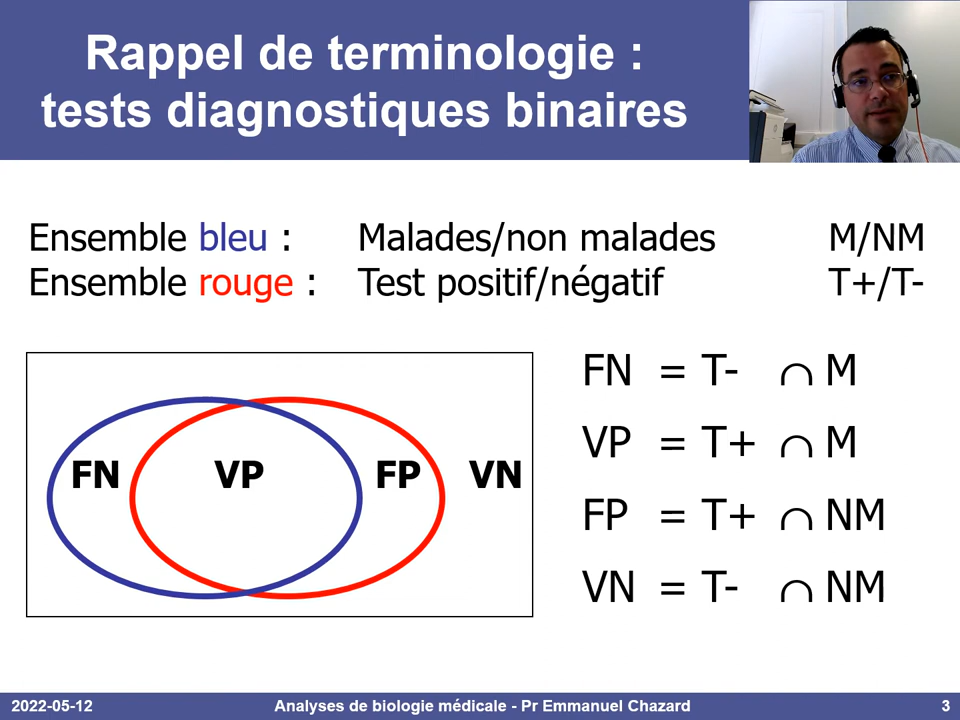 Rappel de terminologie :
tests diagnostiques binaires
Ensemble bleu : Malades/non malades M/NM
Ensemble rouge : Test positif/négatif T+/T-
FN VP FP VN
FN = T- ∩ M
VP = T+ ∩ M
FP = T+ ∩ NM
VN = T- ∩ NM
2022-05-12 Analyses de biologie médicale - Pr Emmanuel Chazard 3